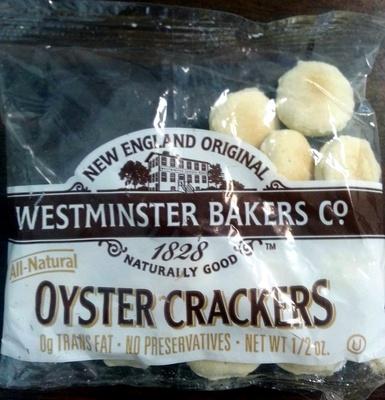 NEW ENGLAND ORIGINAL
WESTMINSTER BAKERS CO
1828
NATURALLY GOOD TM
All-Natural
OYSTER CRACKERS
0g TRANS FAT • NO PRESERVATIVES • NET WT 1/2 oz.
U